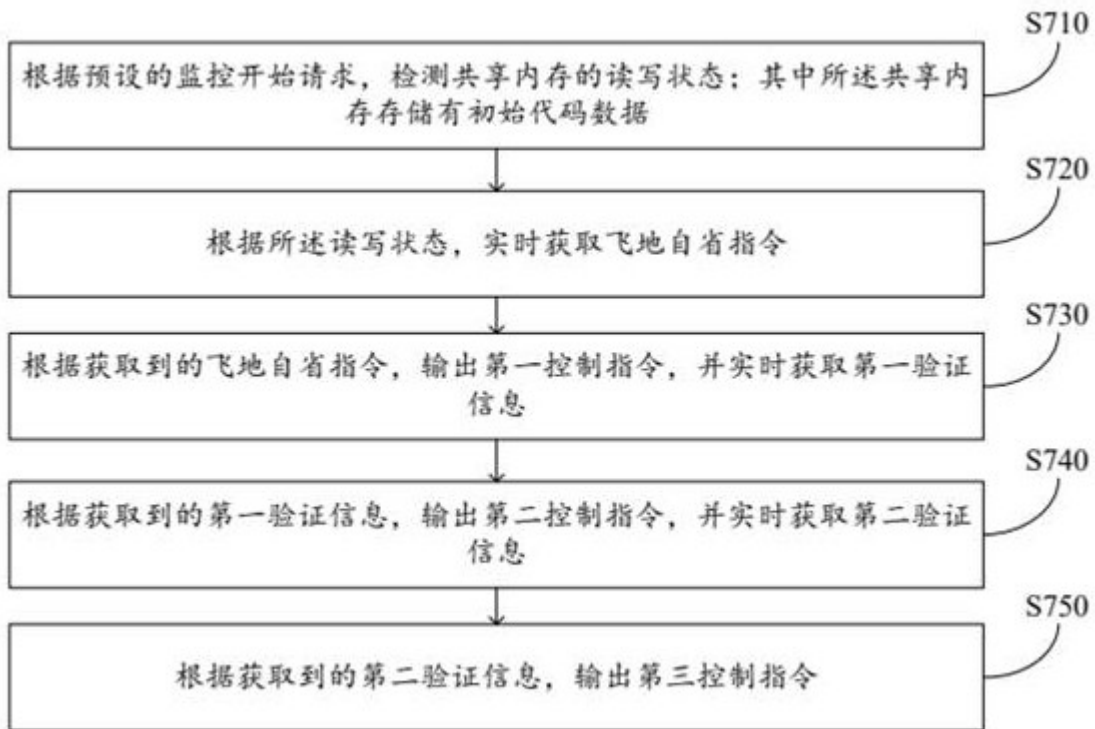 S710
根据预设的监控开始请求，检测共享内存的读写状态；其中所述共享内
存存储有初始代码数据
S720
根据所述读写状态，实时获取飞地自省指令
S730
根据获取到的飞地自省指令，输出第一控制指令，并实时获取第一验证
信息
S740
根据获取到的第一验证信息，输出第二控制指令，并实时获取第二验证
信息
S750
根据获取到的第二验证信息，输出第三控制指令